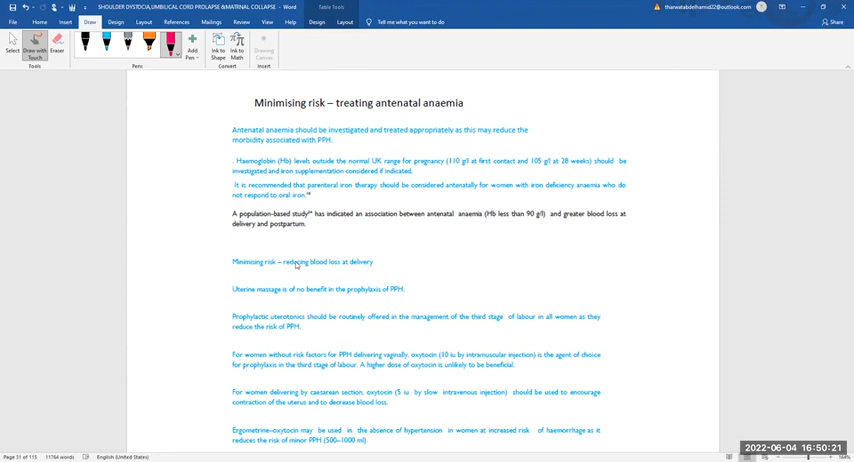 SHOULDER DYSTOCIA,UMBILICAL CORD PROLAPSE &MATERNAL COLLAPSE - Word
Table Tools
tharwatabdelhamid22@outlook.com
File Home Insert Draw Design Layout References Mailings Review View Help Design Layout Tell me what you want to do Share
Select Draw with Touch Eraser Add Pen Ink to Shape Ink to Math Drawing Canvas
Tools Pens Convert Insert
Minimising risk – treating antenatal anaemia
Antenatal anaemia should be investigated and treated appropriately as this may reduce the
morbidity associated with PPH.
. Haemoglobin (Hb) levels outside the normal UK range for pregnancy (110 g/l at first contact and 105 g/l at 28 weeks) should be
investigated and iron supplementation considered if indicated.
It is recommended that parenteral iron therapy should be considered antenatally for women with iron deficiency anaemia who do
not respond to oral iron.
A population-based study has indicated an association between antenatal anaemia (Hb less than 90 g/l) and greater blood loss at
delivery and postpartum.
Minimising risk – reducing blood loss at delivery
Uterine massage is of no benefit in the prophylaxis of PPH.
Prophylactic uterotonics should be routinely offered in the management of the third stage of labour in all women as they
reduce the risk of PPH.
For women without risk factors for PPH delivering vaginally, oxytocin (10 iu by intramuscular injection) is the agent of choice
for prophylaxis in the third stage of labour. A higher dose of oxytocin is unlikely to be beneficial.
For women delivering by caesarean section, oxytocin (5 iu by slow intravenous injection) should be used to encourage
contraction of the uterus and to decrease blood loss.
Ergometrine–oxytocin may be used in the absence of hypertension in women at increased risk of haemorrhage as it
reduces the risk of minor PPH (500–1000 ml).
2022-06-04 16:50:21
Page 31 of 115 11764 words English (United States) 164%